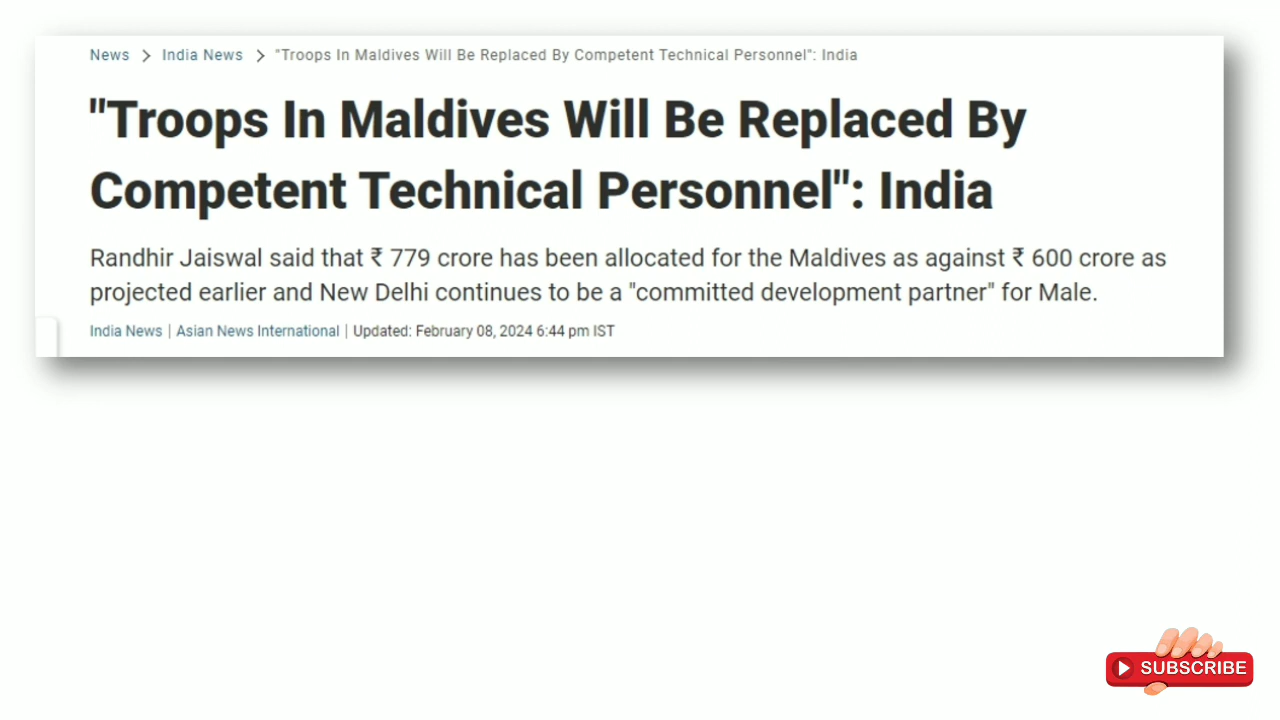 News > India News > "Troops In Maldives Will Be Replaced By Competent Technical Personnel": India
"Troops In Maldives Will Be Replaced By
Competent Technical Personnel": India
Randhir Jaiswal said that ₹ 779 crore has been allocated for the Maldives as against ₹ 600 crore as
projected earlier and New Delhi continues to be a "committed development partner" for Male.
India News | Asian News International | Updated: February 08, 2024 6:44 pm IST
SUBSCRIBE